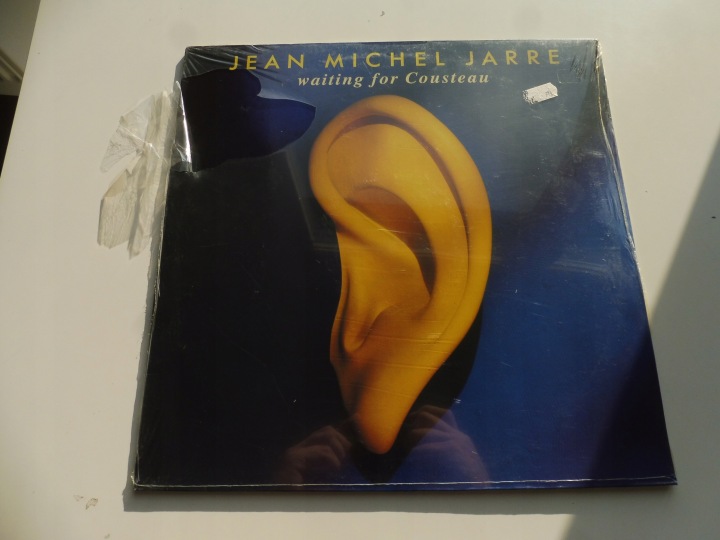 JEAN MICHEL JARRE
waiting for Cousteau